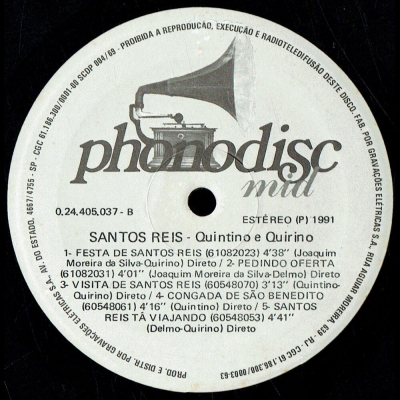 PROIBIDA A REPRODUÇÃO, EXECUÇÃO E RADIOTELEDIFUSÃO DESTE DISCO. FAB. POR GRAVAÇÕES ELÉTRICAS S.A., RUA AGUIAR MOREIRA, 629 - RJ - CGC 61.186.300/0003-63
PROD. E DIST. POR GRAVAÇÕES ELÉTRICAS S.A., AV. DO ESTADO, 4667/4755 - SP - CGC 61.186.300/0001-00 SCDP 004/69 -
phonodisc
mid
0.24.405.037 - B
ESTÉREO (P) 1991
SANTOS REIS - Quintino e Quirino
1- FESTA DE SANTOS REIS (61082023) 4'38" (Joaquim
Moreira da Silva-Quirino) Direto/ 2- PEDINDO OFERTA
(61082031) 4'01" (Joaquim Moreira da Silva-Delmo) Direto
3- VISITA DE SANTOS REIS (60548070) 3'13" (Quintino-
Quirino) Direto/ 4- CONGADA DE SÃO BENEDITO
(60548061) 4'16" (Quintino) Direto / 5- SANTOS
REIS TÂ VIAJANDO (60548053) 4'41"
(Delmo-Quirino) Direto